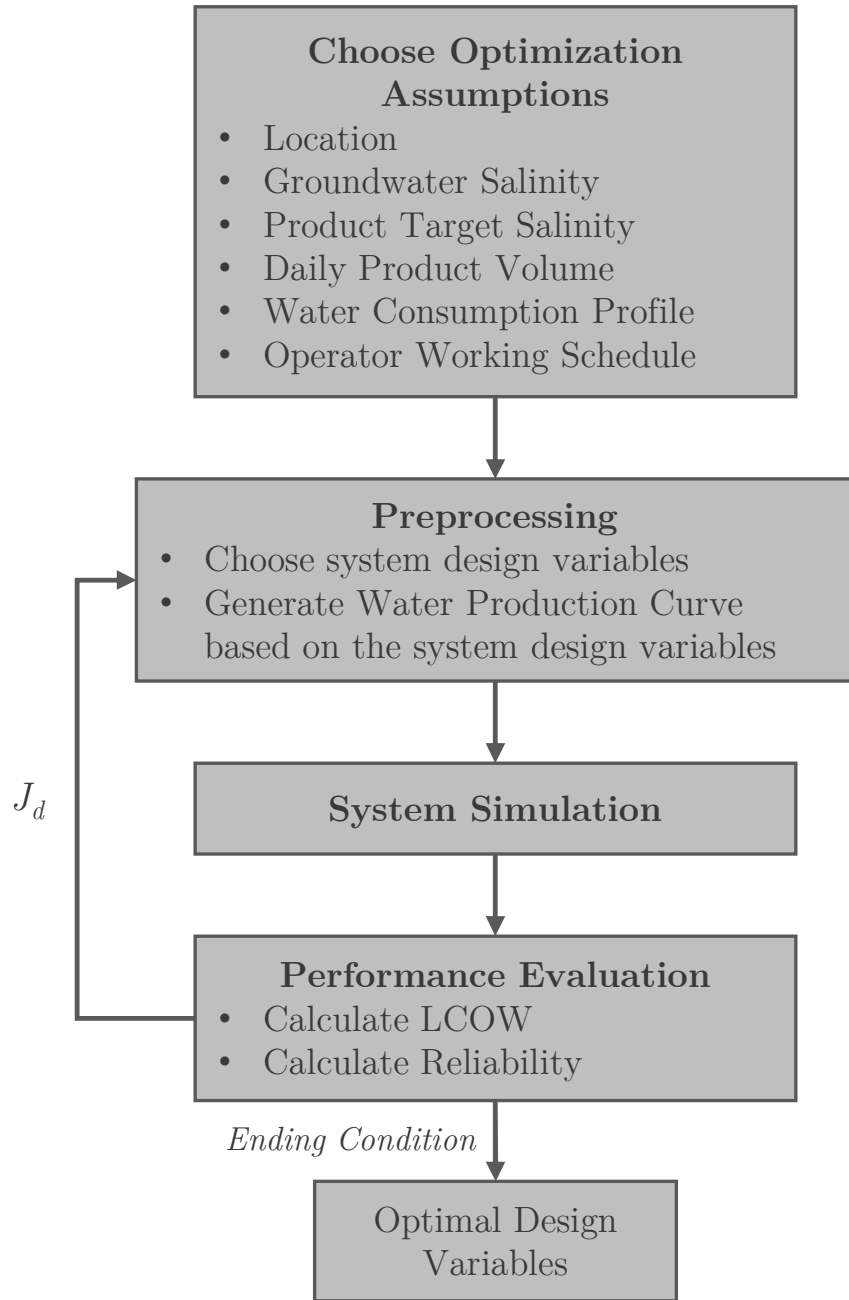 Choose Optimization
Assumptions
• Location
• Groundwater Salinity
• Product Target Salinity
• Daily Product Volume
• Water Consumption Profile
• Operator Working Schedule
Preprocessing
• Choose system design variables
• Generate Water Production Curve
based on the system design variables
J_d
System Simulation
Performance Evaluation
• Calculate LCOW
• Calculate Reliability
Ending Condition
Optimal Design
Variables